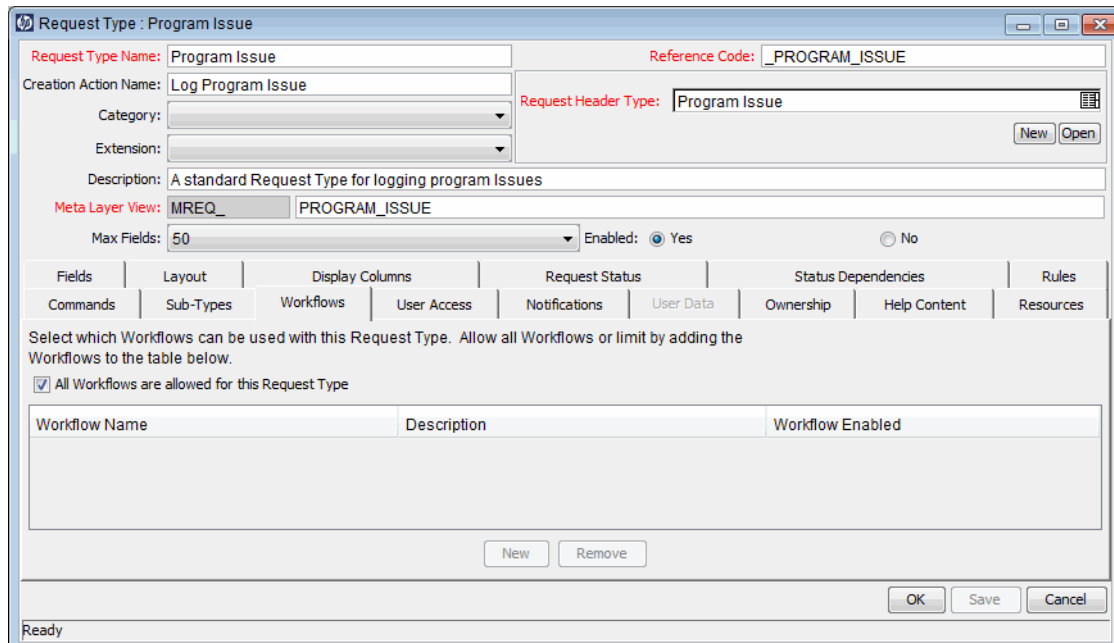 Request Type : Program Issue
Request Type Name: Program Issue
Reference Code: _PROGRAM_ISSUE
Creation Action Name: Log Program Issue
Request Header Type: Program Issue
Category:
New Open
Extension:
Description: A standard Request Type for logging program Issues
Meta Layer View: MREQ_ PROGRAM_ISSUE
Max Fields: 50 Enabled: Yes No
Fields Layout Display Columns Request Status Status Dependencies Rules
Commands Sub-Types Workflows User Access Notifications User Data Ownership Help Content Resources
Select which Workflows can be used with this Request Type. Allow all Workflows or limit by adding the
Workflows to the table below.
All Workflows are allowed for this Request Type
Workflow Name Description Workflow Enabled
New Remove
OK Save Cancel
Ready